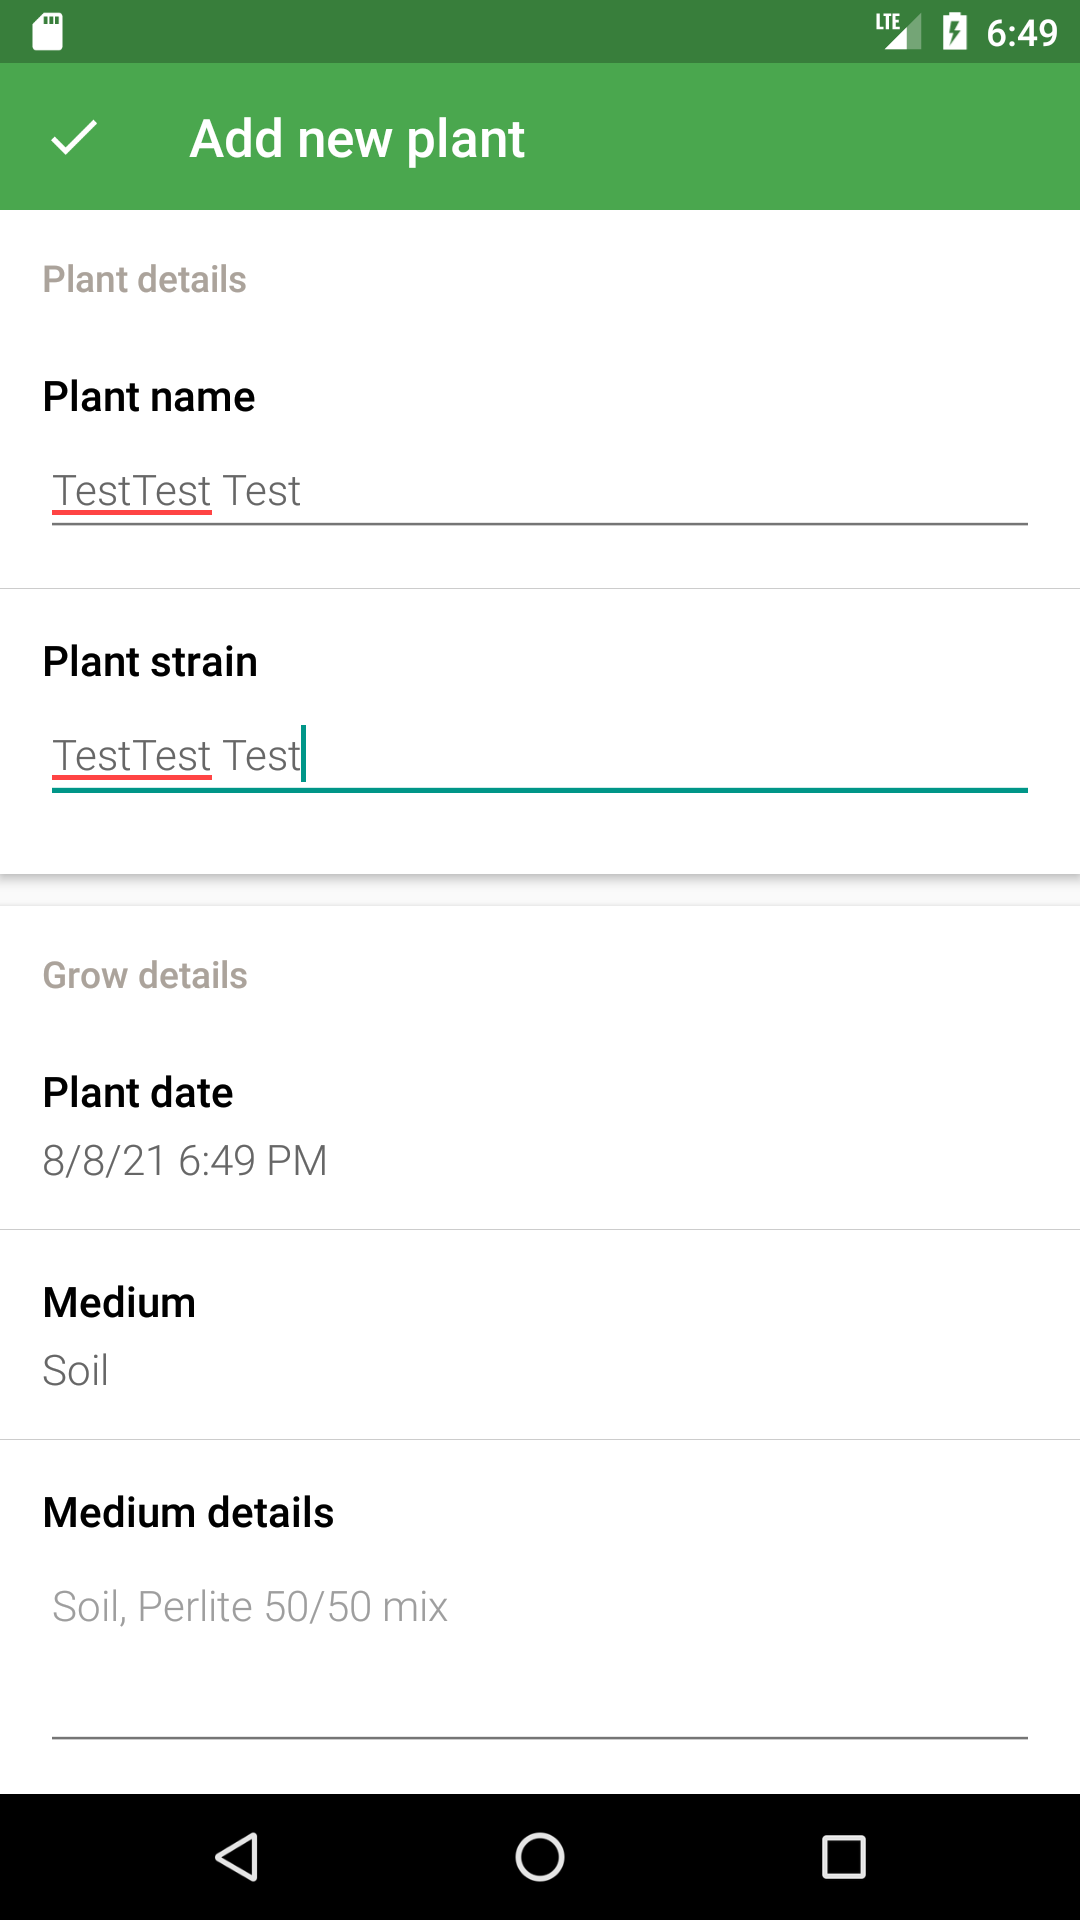 LTE 6:49
Add new plant
Plant details
Plant name
TestTest Test
Plant strain
TestTest Test
Grow details
Plant date
8/8/21 6:49 PM
Medium
Soil
Medium details
Soil, Perlite 50/50 mix